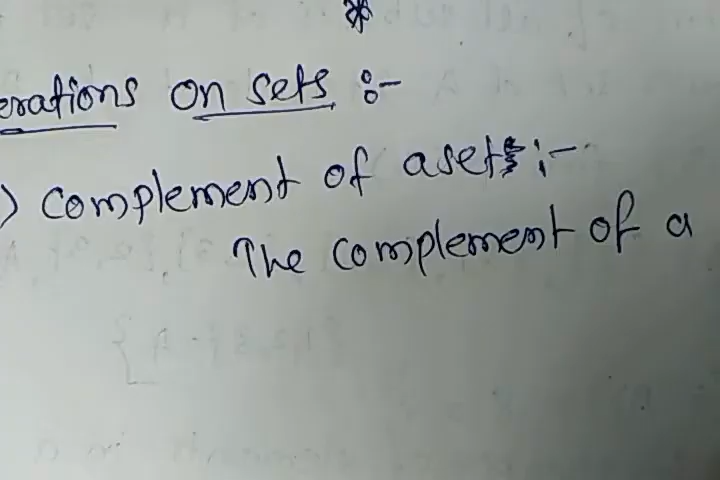 erations on sets :-
) complement of a set :-
The complement of a